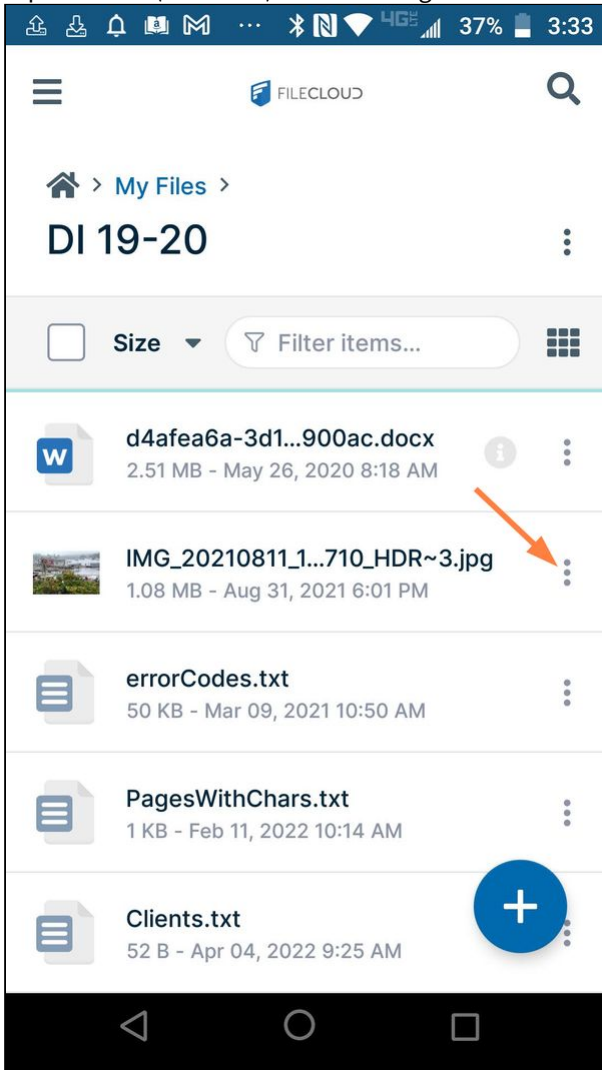 4G 37% 3:33
FILECLOUD
> My Files >
DI 19-20
Size Filter items...
d4afea6a-3d1...900ac.docx
2.51 MB - May 26, 2020 8:18 AM
IMG_20210811_1...710_HDR~3.jpg
1.08 MB - Aug 31, 2021 6:01 PM
errorCodes.txt
50 KB - Mar 09, 2021 10:50 AM
PagesWithChars.txt
1 KB - Feb 11, 2022 10:14 AM
Clients.txt
52 B - Apr 04, 2022 9:25 AM